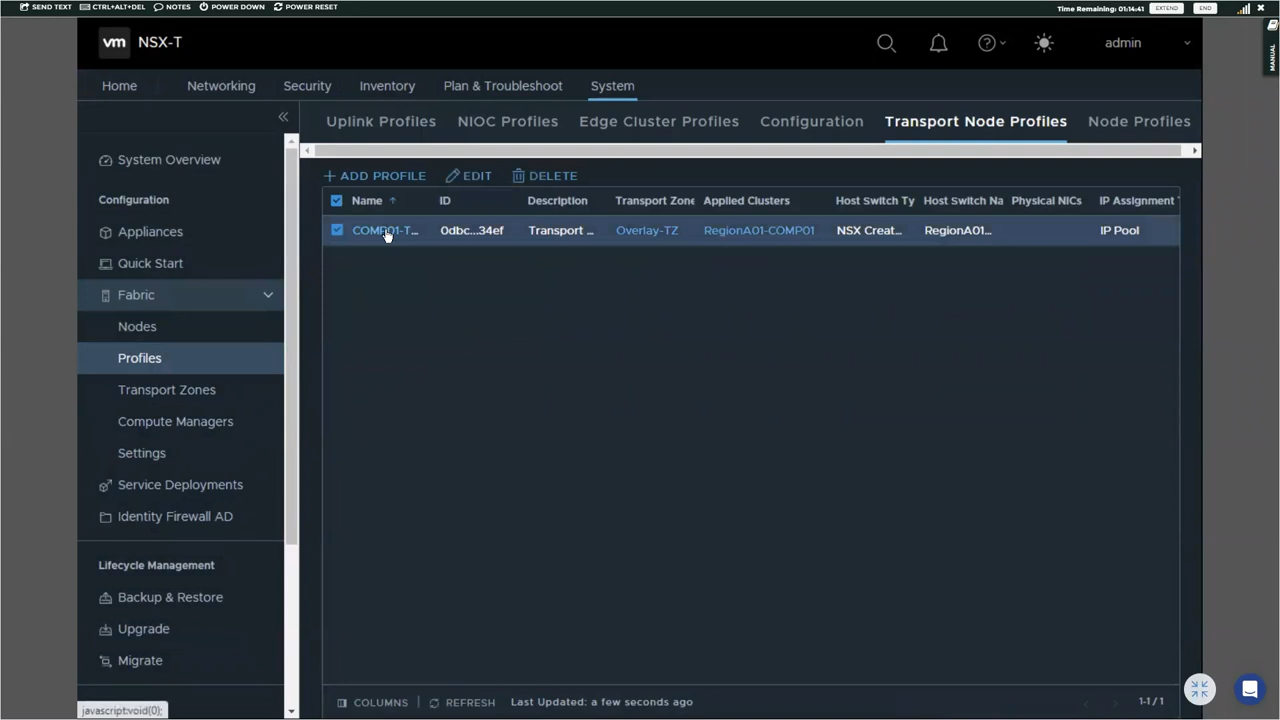 SEND TEXT CTRL+ALT+DEL NOTES POWER DOWN POWER RESET Time Remaining: 01:14:41 EXTEND END
MANUAL
vm NSX-T admin
Home Networking Security Inventory Plan & Troubleshoot System
Uplink Profiles NIOC Profiles Edge Cluster Profiles Configuration Transport Node Profiles Node Profiles
System Overview
Configuration
Appliances
Quick Start
Fabric
Nodes
Profiles
Transport Zones
Compute Managers
Settings
Service Deployments
Identity Firewall AD
Lifecycle Management
Backup & Restore
Upgrade
Migrate
javascript:void(0);
ADD PROFILE EDIT DELETE
Name ID Description Transport Zone Applied Clusters Host Switch Ty Host Switch Na Physical NICs IP Assignment
COMP01-T... 0dbc...34ef Transport ... Overlay-TZ RegionA01-COMP01 NSX Creat... RegionA01... IP Pool
COLUMNS REFRESH Last Updated: a few seconds ago 1-1 / 1